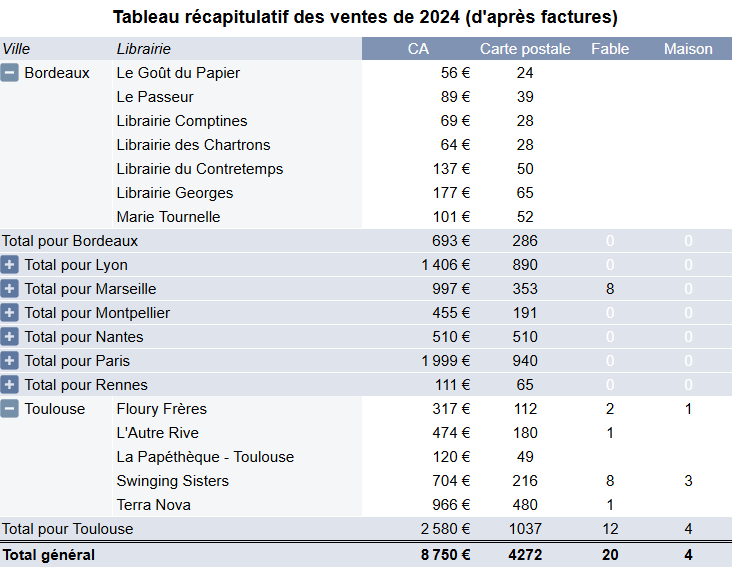 Tableau récapitulatif des ventes de 2024 (d'après factures)
Ville Librairie CA Carte postale Fable Maison
Bordeaux Le Goût du Papier 56 € 24
Le Passeur 89 € 39
Librairie Comptines 69 € 28
Librairie des Chartrons 64 € 28
Librairie du Contretemps 137 € 50
Librairie Georges 177 € 65
Marie Tournelle 101 € 52
Total pour Bordeaux 693 € 286 0 0
Total pour Lyon 1 406 € 890 0 0
Total pour Marseille 997 € 353 8 0
Total pour Montpellier 455 € 191 0 0
Total pour Nantes 510 € 510 0 0
Total pour Paris 1 999 € 940 0 0
Total pour Rennes 111 € 65 0 0
Toulouse Floury Frères 317 € 112 2 1
L'Autre Rive 474 € 180 1
La Papéthèque - Toulouse 120 € 49
Swinging Sisters 704 € 216 8 3
Terra Nova 966 € 480 1
Total pour Toulouse 2 580 € 1037 12 4
Total général 8 750 € 4272 20 4